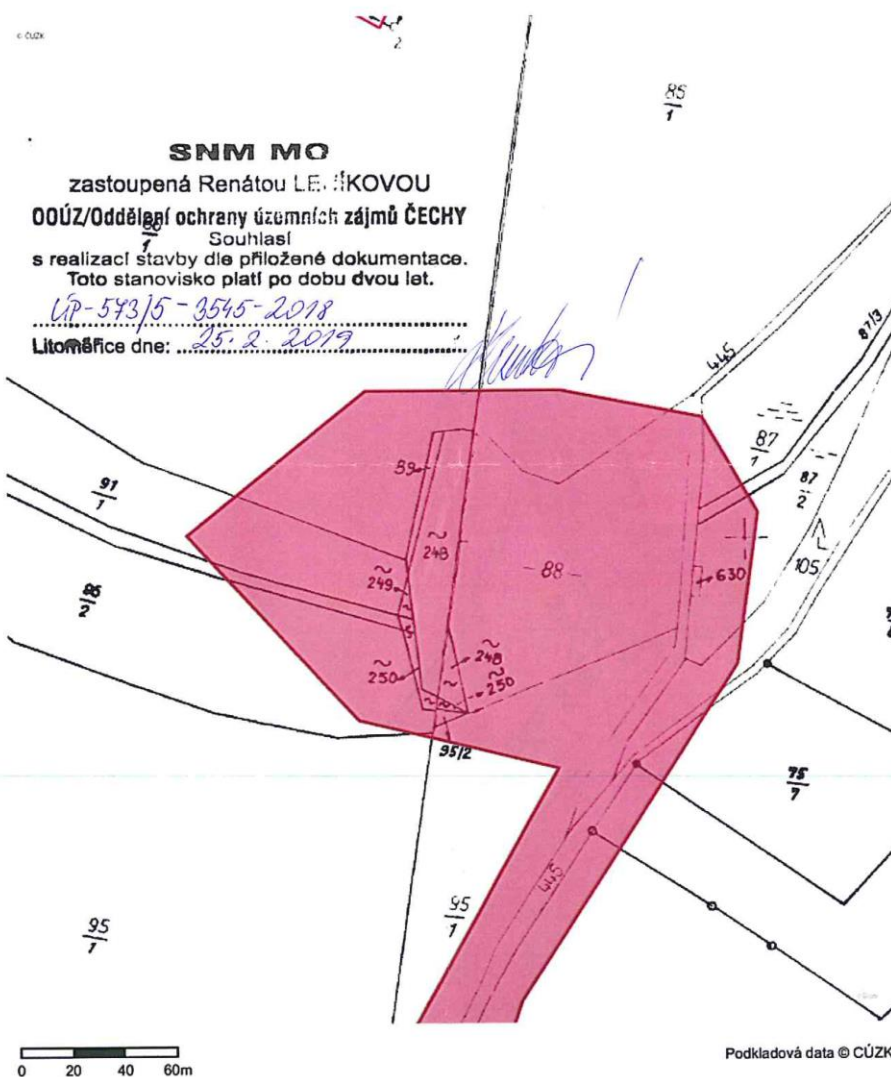 © ČÚZK
2
85
1
SNM MO
zastoupená Renátou
OOÚZ/Oddělení ochrany územních zájmů ČECHY
1
Souhlasí
s realizací stavby dle přiložené dokumentace.
Toto stanovisko platí po dobu dvou let.
ÚP-573/5-3545-2018
Litoměřice dne: 25.2.2019
445
87/3
87
1
89
91
1
87
2
248
88
630
105
249
95
2
248
250
250
95/2
75
7
445
95
1
95
1
0 20 40 60m
Podkladová data © ČÚZK